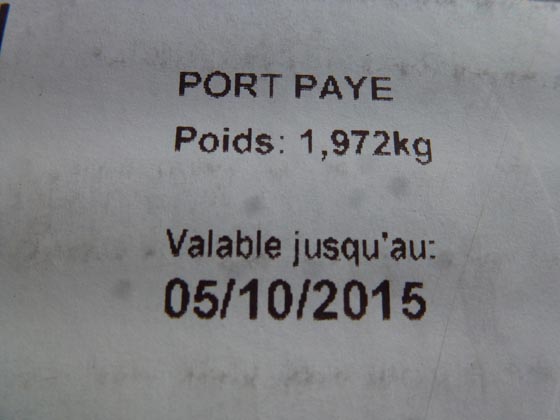 PORT PAYE
Poids: 1,972kg
Valable jusqu'au:
05/10/2015